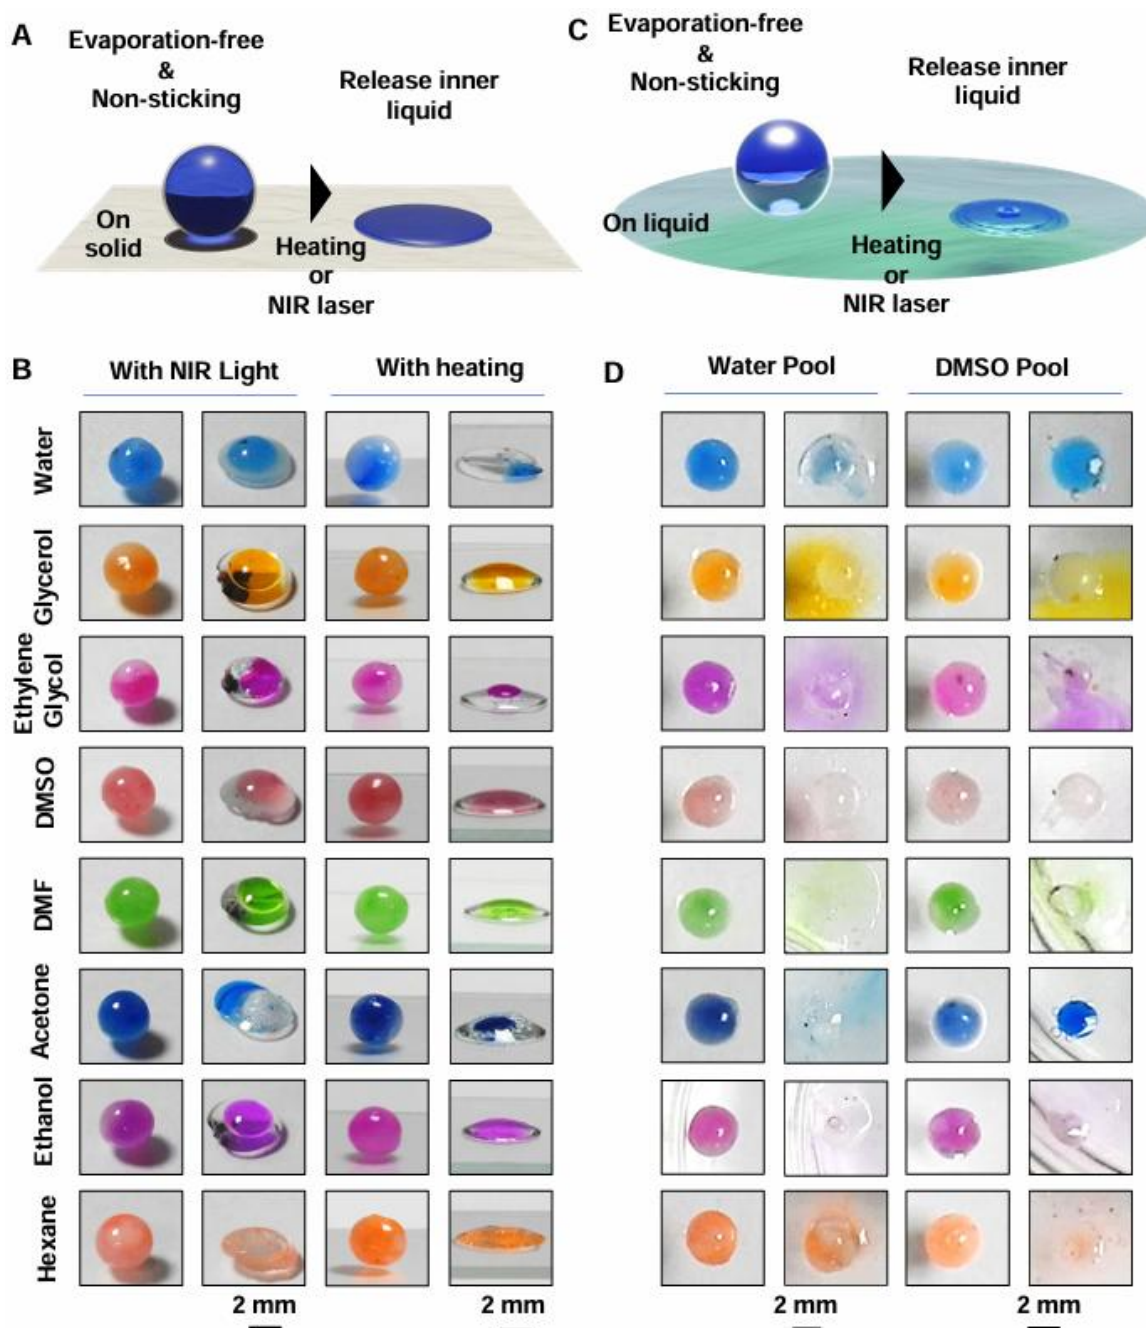 A
Evaporation-free
&
Non-sticking
Release inner
liquid
On
solid
Heating
or
NIR laser
C
Evaporation-free
&
Non-sticking
Release inner
liquid
On liquid
Heating
or
NIR laser
B
With NIR Light
With heating
Water
Glycerol
Ethylene
Glycol
DMSO
DMF
Acetone
Ethanol
Hexane
2 mm
2 mm
D
Water Pool
DMSO Pool
2 mm
2 mm